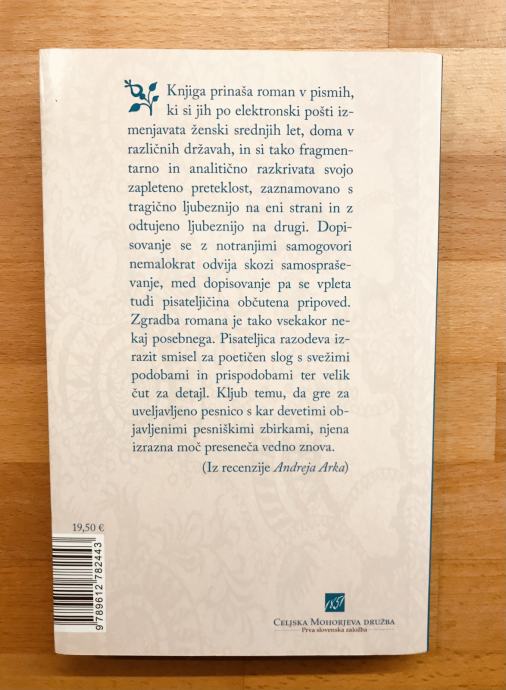 Knjiga prinaša roman v pismih,
ki si jih po elektronski pošti iz-
menjavata ženski srednjih let, doma v
različnih državah, in si tako fragmen-
tarno in analitično razkrivata svojo
zapleteno preteklost, zaznamovano s
tragično ljubeznijo na eni strani in z
odtujeno ljubeznijo na drugi. Dopi-
sovanje se z notranjimi samogovori
nemalokrat odvija skozi samospraše-
vanje, med dopisovanje pa se vpleta
tudi pisateljičina občutena pripoved.
Zgradba romana je tako vsekakor ne-
kaj posebnega. Pisateljica razodeva iz-
razit smisel za poetičen slog s svežimi
podobami in prispodobami ter velik
čut za detajl. Kljub temu, da gre za
uveljavljeno pesnico s kar devetimi ob-
javljenimi pesniškimi zbirkami, njena
izrazna moč preseneča vedno znova.
(Iz recenzije Andreja Arka)
19,50 €
9 789612 782443
1851
CELJSKA MOHORJEVA DRUŽBA
Prva slovenska založba